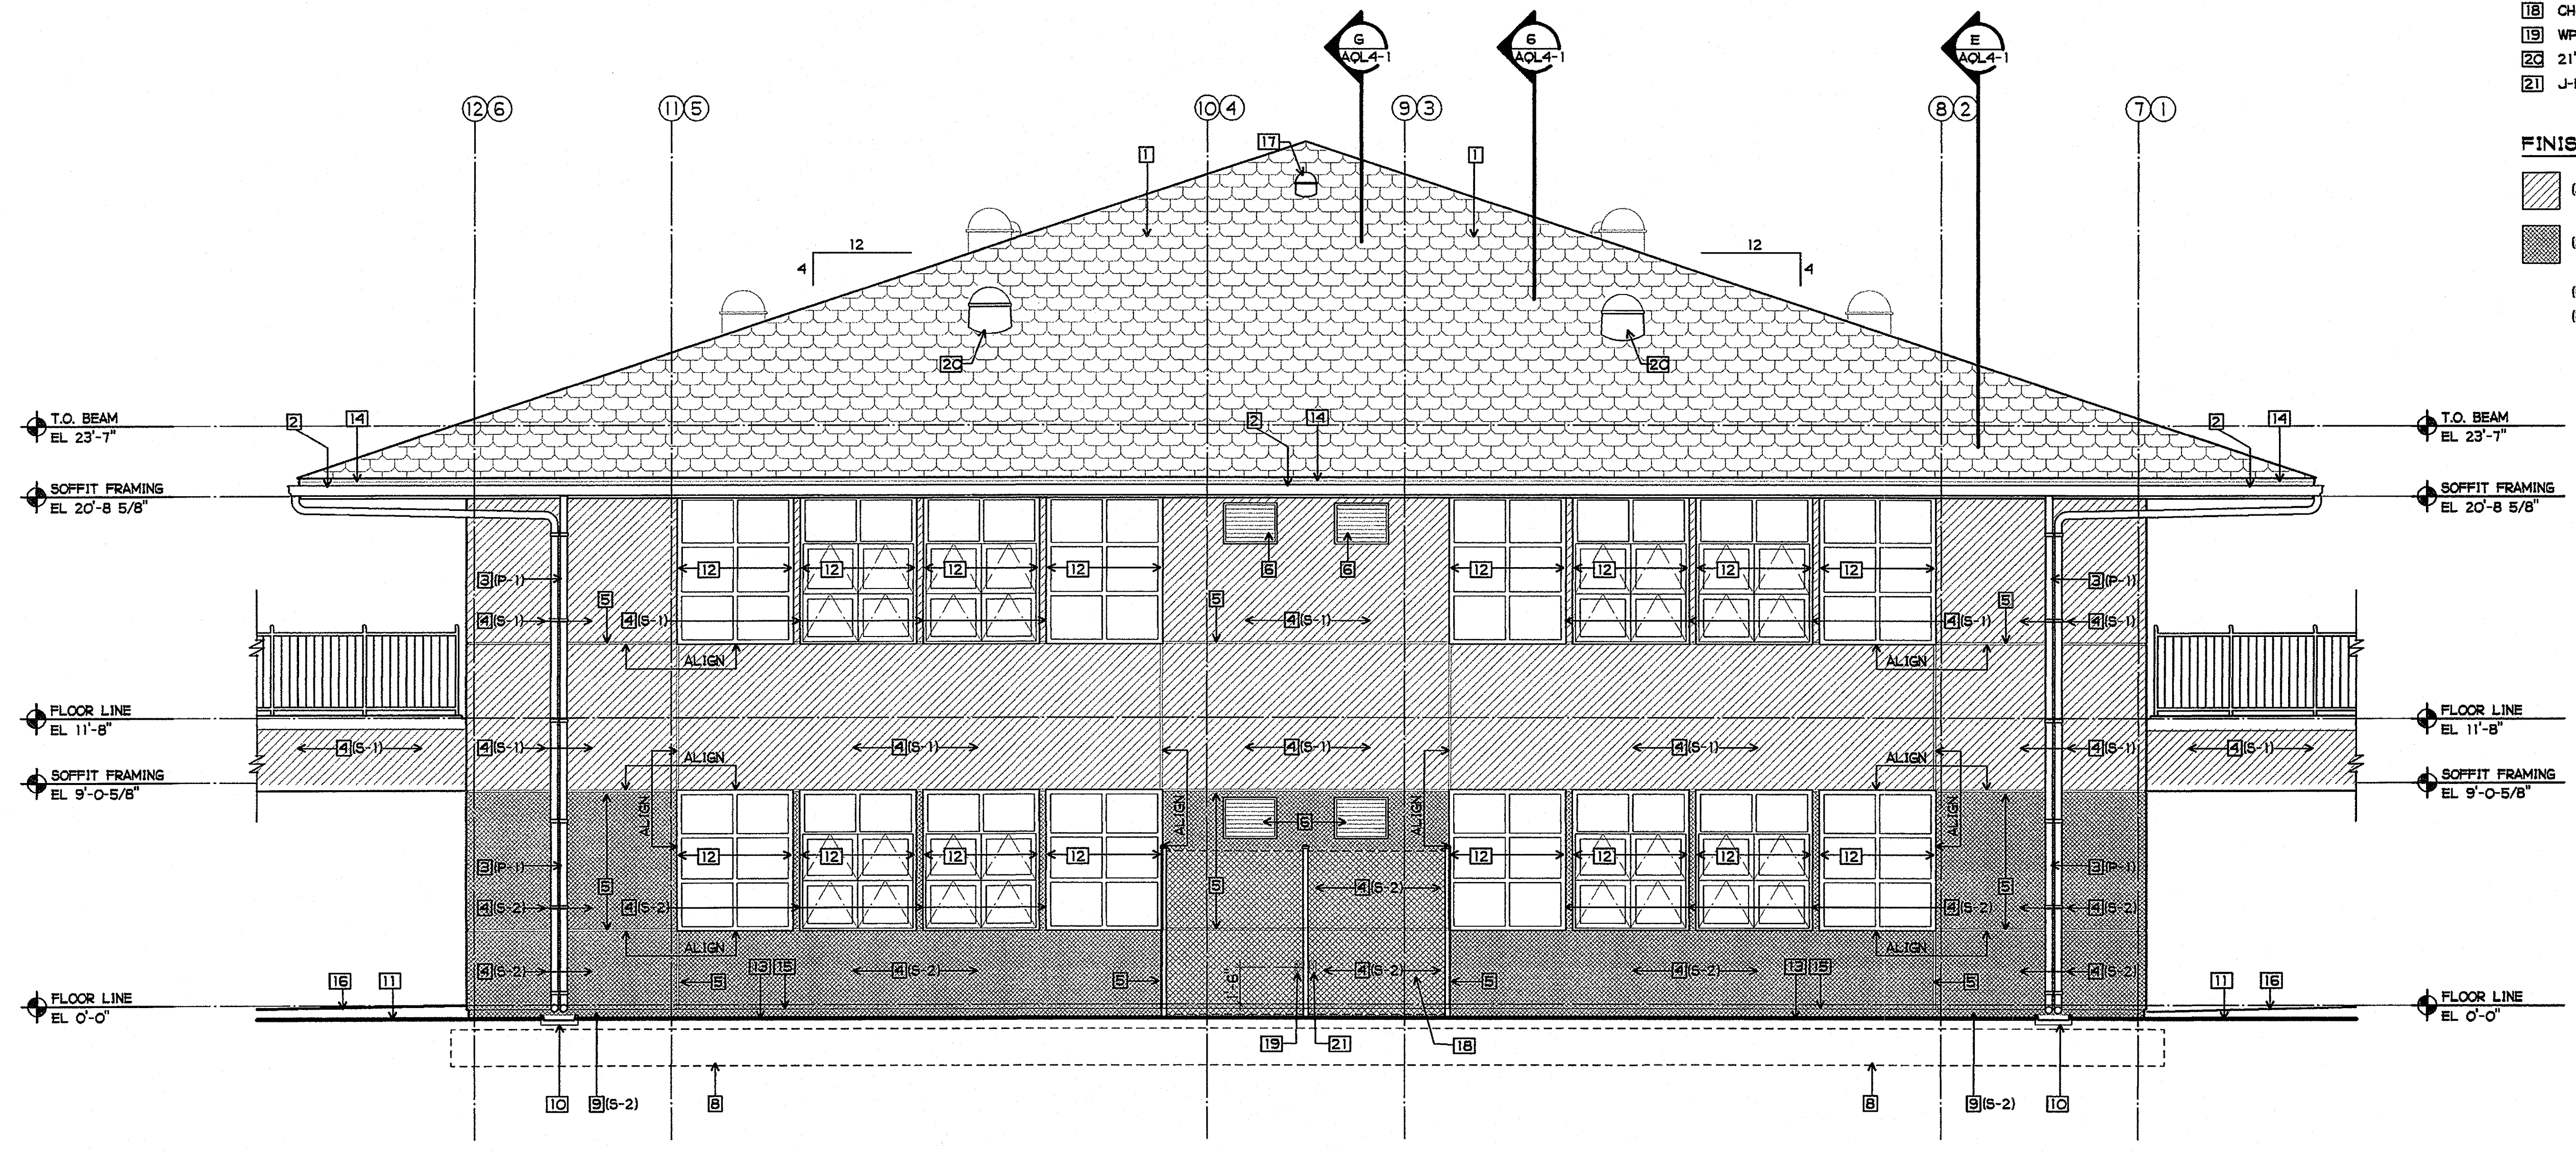 18 CH
19 WP
20 21'
21 J-
FINIS
G
AQL4-1
6
AQL4-1
E
AQL4-1
12 6
11 5
10 4
9 3
8 2
7 1
17
1
1
12
4
12
4
20
20
T.O. BEAM
EL 23'-7"
2
14
2
14
2
14
T.O. BEAM
EL 23'-7"
SOFFIT FRAMING
EL 20'-8 5/8"
SOFFIT FRAMING
EL 20'-8 5/8"
12
12
12
12
6
6
12
12
12
12
3 (P-1)
3 (P-1)
5
5
5
4 (S-1)
4 (S-1)
4 (S-1)
4 (S-1)
4 (S-1)
ALIGN
ALIGN
FLOOR LINE
EL 11'-8"
FLOOR LINE
EL 11'-8"
4 (S-1)
4 (S-1)
4 (S-1)
4 (S-1)
4 (S-1)
4 (S-1)
4 (S-1)
ALIGN
ALIGN
SOFFIT FRAMING
EL 9'-0-5/8"
SOFFIT FRAMING
EL 9'-0-5/8"
ALIGN
ALIGN
ALIGN
ALIGN
6
12
12
12
12
12
12
12
12
3 (P-1)
3 (P-1)
5
5
5
4 (S-2)
4 (S-2)
4 (S-2)
4 (S-2)
4 (S-2)
ALIGN
ALIGN
4 (S-2)
5
13 15
4 (S-2)
5
1'-6"
4 (S-2)
5
4 (S-2)
13 15
5
4 (S-2)
16
11
11
16
FLOOR LINE
EL 0'-0"
FLOOR LINE
EL 0'-0"
19
21
18
10
9 (S-2)
8
8
9 (S-2)
10